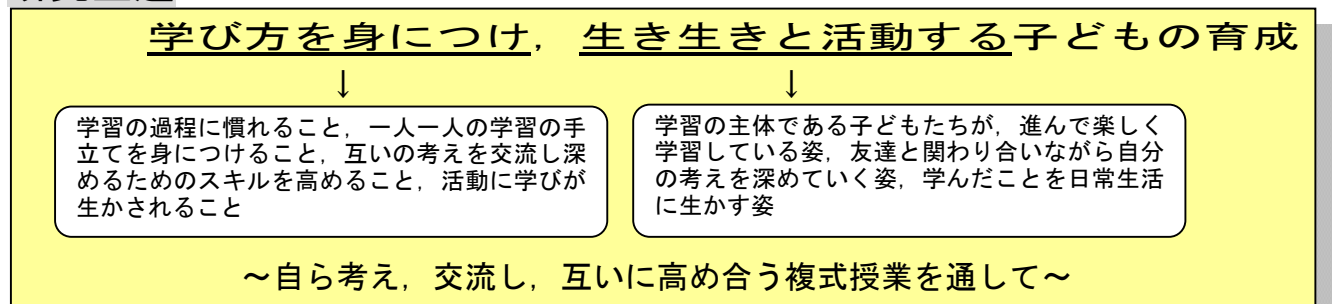 学び方を身につけ，生き生きと活動する子どもの育成
↓ ↓
学習の過程に慣れること，一人一人の学習の手
立てを身につけること，互いの考えを交流し深
めるためのスキルを高めること，活動に学びが
生かされること
学習の主体である子どもたちが，進んで楽しく
学習している姿，友達と関わり合いながら自分
の考えを深めていく姿，学んだことを日常生活
に生かす姿
～自ら考え，交流し，互いに高め合う複式授業を通して～